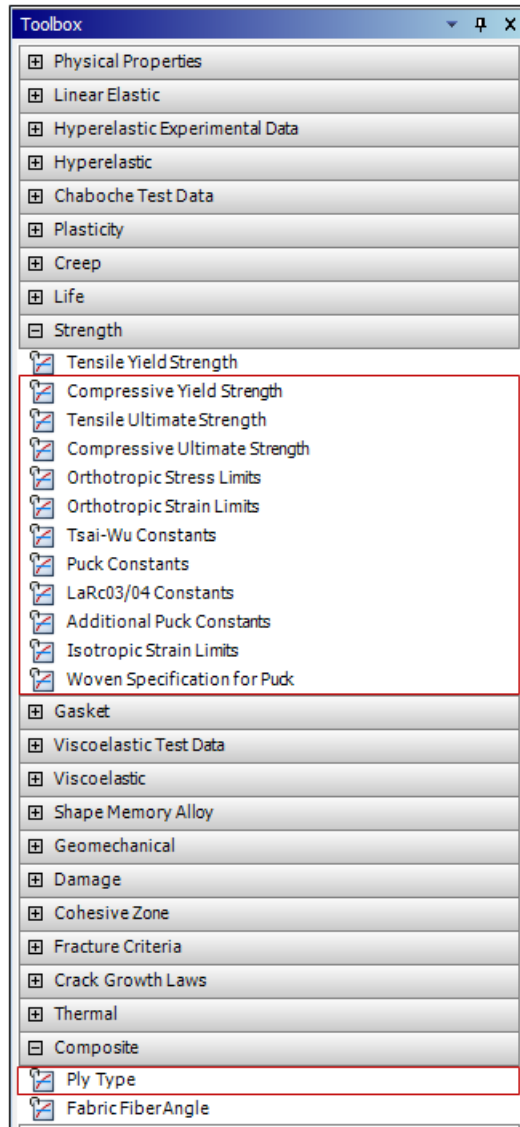 Toolbox
Physical Properties
Linear Elastic
Hyperelastic Experimental Data
Hyperelastic
Chaboche Test Data
Plasticity
Creep
Life
Strength
Tensile Yield Strength
Compressive Yield Strength
Tensile Ultimate Strength
Compressive Ultimate Strength
Orthotropic Stress Limits
Orthotropic Strain Limits
Tsai-Wu Constants
Puck Constants
LaRc03/04 Constants
Additional Puck Constants
Isotropic Strain Limits
Woven Specification for Puck
Gasket
Viscoelastic Test Data
Viscoelastic
Shape Memory Alloy
Geomechanical
Damage
Cohesive Zone
Fracture Criteria
Crack Growth Laws
Thermal
Composite
Ply Type
Fabric Fiber Angle